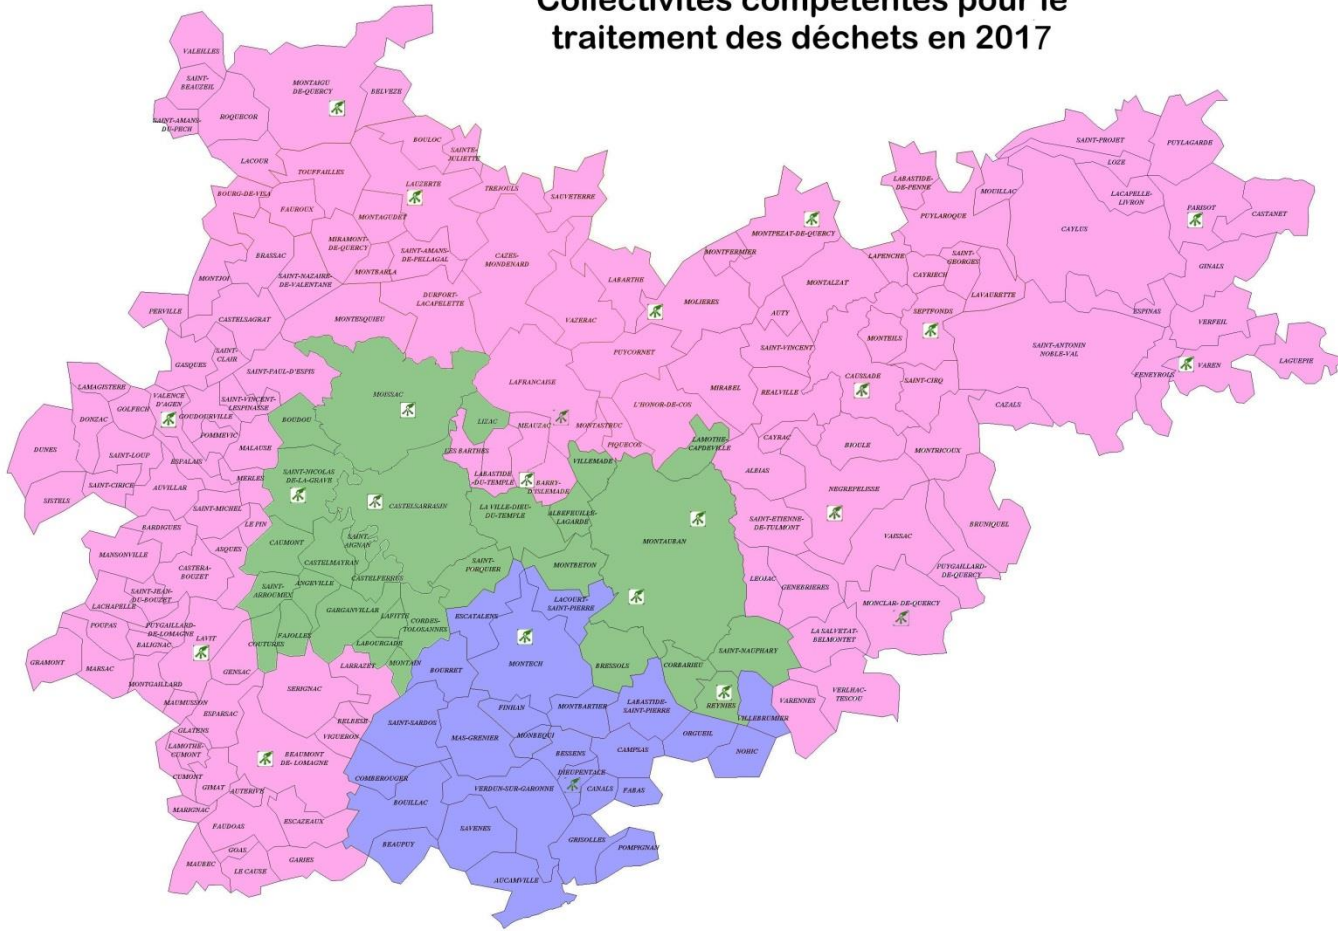 Collectivités compétentes pour le
traitement des déchets en 2017
VALEILLES
SAINT-
BEAUZEIL
MONTAIGU
DE-QUERCY
BELVEZE
SAINT-AMANS-
DU-PECH
ROQUECOR
BOULOC
SAINTE-
JULIETTE
LACOUR
TOUFFAILLES
LAUZERTE
TREJOULS
SAUVETERRE
BOURG-DE-VISA
FAUROUX
MONTAGUDET
MIRAMONT-
DE-QUERCY
SAINT-AMANS-
DE-PELLAGAL
CAZES-
MONDENARD
BRASSAC
MONTBARLA
MONTJOI
SAINT-NAZAIRE-
DE-VALENTANE
DURFORT-
LACAPELETTE
LABARTHE
MOLIERES
PERVILLE
CASTELSAGRAT
MONTESQUIEU
VAZERAC
GASQUES
SAINT-
CLAIR
SAINT-PAUL-D'ESPIS
PUYCORNET
LABASTIDE-
DE-PENNE
MOUILLAC
SAINT-PROJET
PUYLAGARDE
LOZE
LACAPELLE-
LIVRON
PARISOT
CASTANET
MONTPEZAT-DE-QUERCY
PUYLAROQUE
CAYLUS
MONTFERMIER
LAPENCHE
SAINT-
GEORGES
CAYRIECH
GINALS
MONTALZAT
LAVAURETTE
ESPINAS
VERFEIL
AUTY
SEPTFONDS
SAINT-VINCENT
MONTEILS
SAINT-ANTONIN
NOBLE-VAL
FENEYROLS
VAREN
LAGUEPIE
MIRABEL
REALVILLE
CAUSSADE
SAINT-CIRQ
CAZALS
LAMAGISTERE
VALENCE
D'AGEN
SAINT-VINCENT-
LESPINASSE
DONZAC
GOLFECH
GOUDOURVILLE
POMMEVIC
BOUDOU
MOISSAC
LAFRANCAISE
LIZAC
MEAUZAC
MONTASTRUC
L'HONOR-DE-COS
PIQUECOS
LAMOTHE-
CAPDEVILLE
CAYRAC
BIOULE
MONTRICOUX
DUNES
SAINT-LOUP
ESPALAIS
MALAUSE
LES BARTHES
LABASTIDE
-DU-TEMPLE
BARRY-
D'ISLEMADE
VILLEMADE
ALBIAS
NEGREPELISSE
SISTELS
SAINT-CIRICE
AUVILLAR
MERLES
SAINT-NICOLAS
DE-LA-GRAVE
SAINT-MICHEL
LE PIN
CASTELSARRASIN
LA VILLE-DIEU-
DU-TEMPLE
ALBEFEUILLE-
LAGARDE
MONTAUBAN
SAINT-ETIENNE-
DE-TULMONT
BRUNIQUEL
VAISSAC
BARDIGUES
MANSONVILLE
ASQUES
CAUMONT
SAINT-
AIGNAN
CASTELMAYRAN
CASTERA-
BOUZET
ANGEVILLE
CASTELFERRUS
SAINT-
PORQUIER
MONTBETON
LEOJAC
GENEBRIERES
PUYGAILLARD-
DE-QUERCY
SAINT-JEAN-
DU-BOUZET
LACHAPELLE
SAINT-
ARROUMEX
GARGANVILLAR
LAFITTE
CORDES-
TOLOSANNES
ESCATALENS
LACOURT-
SAINT-PIERRE
MONCLAR- DE-QUERCY
POUPAS
PUYGAILLARD-
DE-LOMAGNE
BALIGNAC
LAVIT
COUTURES
FAJOLLES
LABOURGADE
LA SALVETAT-
BELMONTET
GRAMONT
MARSAC
GENSAC
LARRAZET
MONTAIN
BOURRET
MONTECH
BRESSOLS
CORBARIEU
SAINT-NAUPHARY
MONTGAILLARD
MAUMUSSON
SERIGNAC
REYNIES
VARENNES
VERLHAC-
TESCOU
ESPARSAC
BELBESE
VIGUERON
SAINT-SARDOS
FINHAN
MONTBARTIER
LABASTIDE-
SAINT-PIERRE
VILLEBRUMIER
GLATENS
LAMOTHE-
CUMONT
BEAUMONT
DE- LOMAGNE
MAS-GRENIER
MONBEQUI
BESSENS
CAMPSAS
ORGUEIL
NOHIC
CUMONT
GIMAT
AUTERIVE
COMBEROUGER
DIEUPENTALE
VERDUN-SUR-GARONNE
CANALS
FABAS
MARIGNAC
BOUILLAC
FAUDOAS
ESCAZEAUX
SAVENES
GOAS
BEAUPUY
GRISOLLES
POMPIGNAN
MAUBEC
LE CAUSE
GARIES
AUCAMVILLE